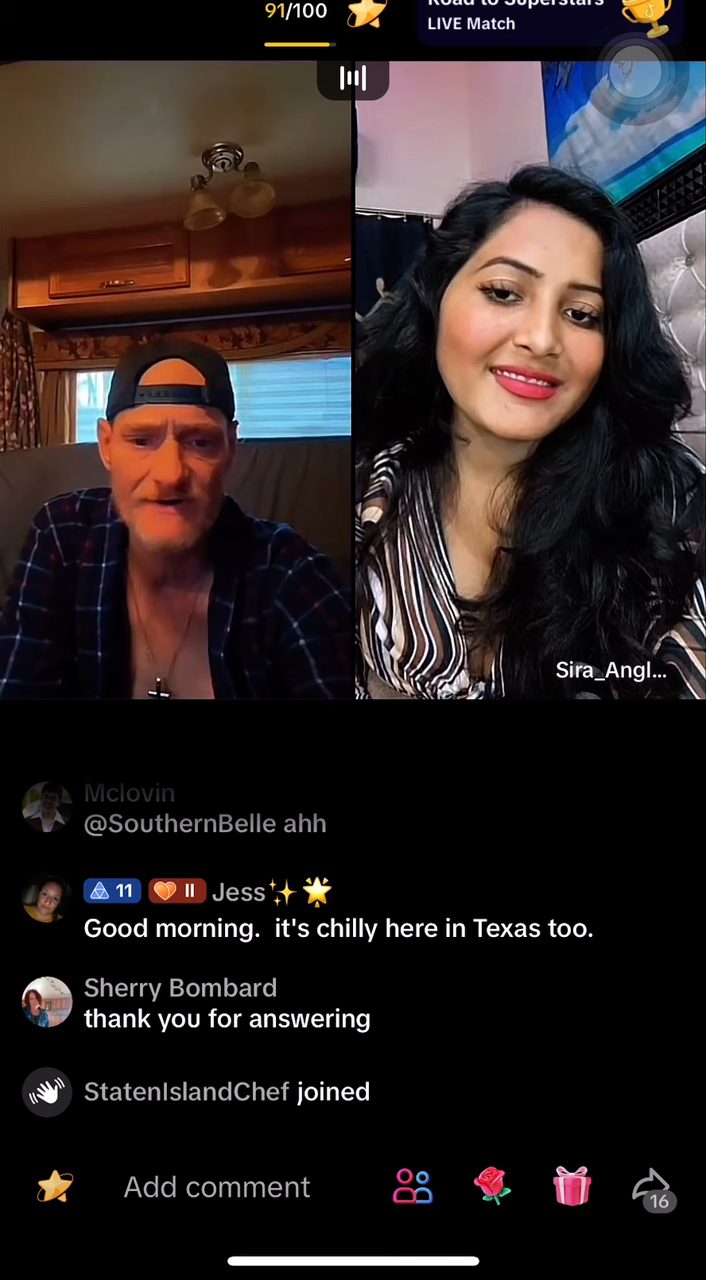 91/100
Road to Superstars
LIVE Match
Sira_Angl...
Mclovin
@SouthernBelle ahh
11 II Jess✨🌟
Good morning.  it's chilly here in Texas too.
Sherry Bombard
thank you for answering
StatenIslandChef joined
Add comment
16